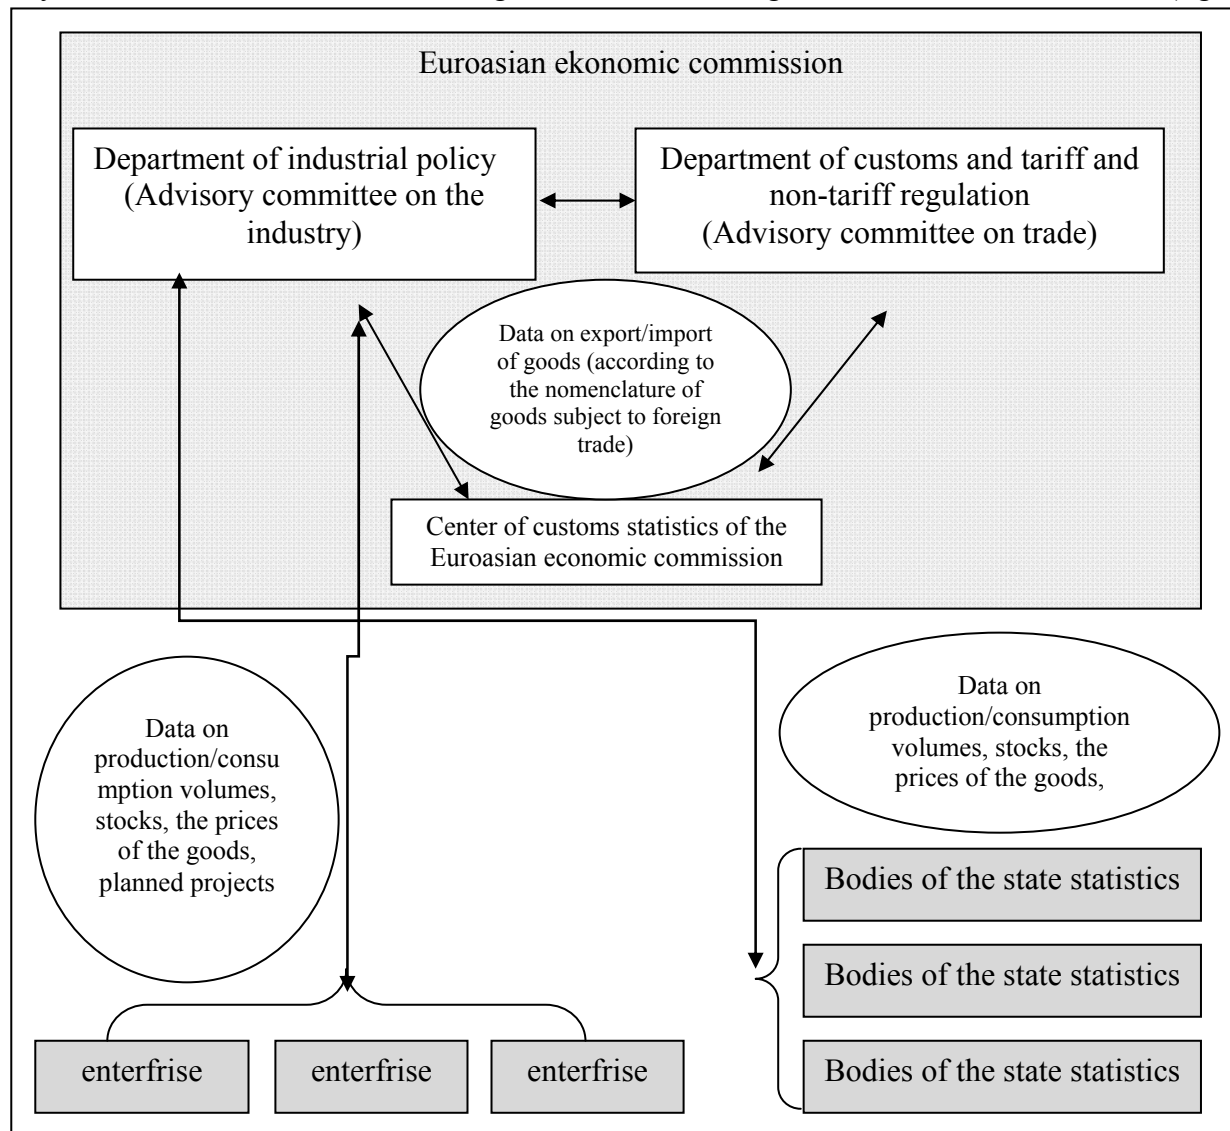 Euroasian ekonomic commission
Department of industrial policy
(Advisory committee on the
industry)
Department of customs and tariff and
non-tariff regulation
(Advisory committee on trade)
Data on export/import
of goods (according to
the nomenclature of
goods subject to foreign
trade)
Center of customs statistics of the
Euroasian economic commission
Data on
production/consu
mption volumes,
stocks, the prices
of the goods,
planned projects
Data on
production/consumption
volumes, stocks, the
prices of the goods,
Bodies of the state statistics
Bodies of the state statistics
Bodies of the state statistics
enterfrise
enterfrise
enterfrise